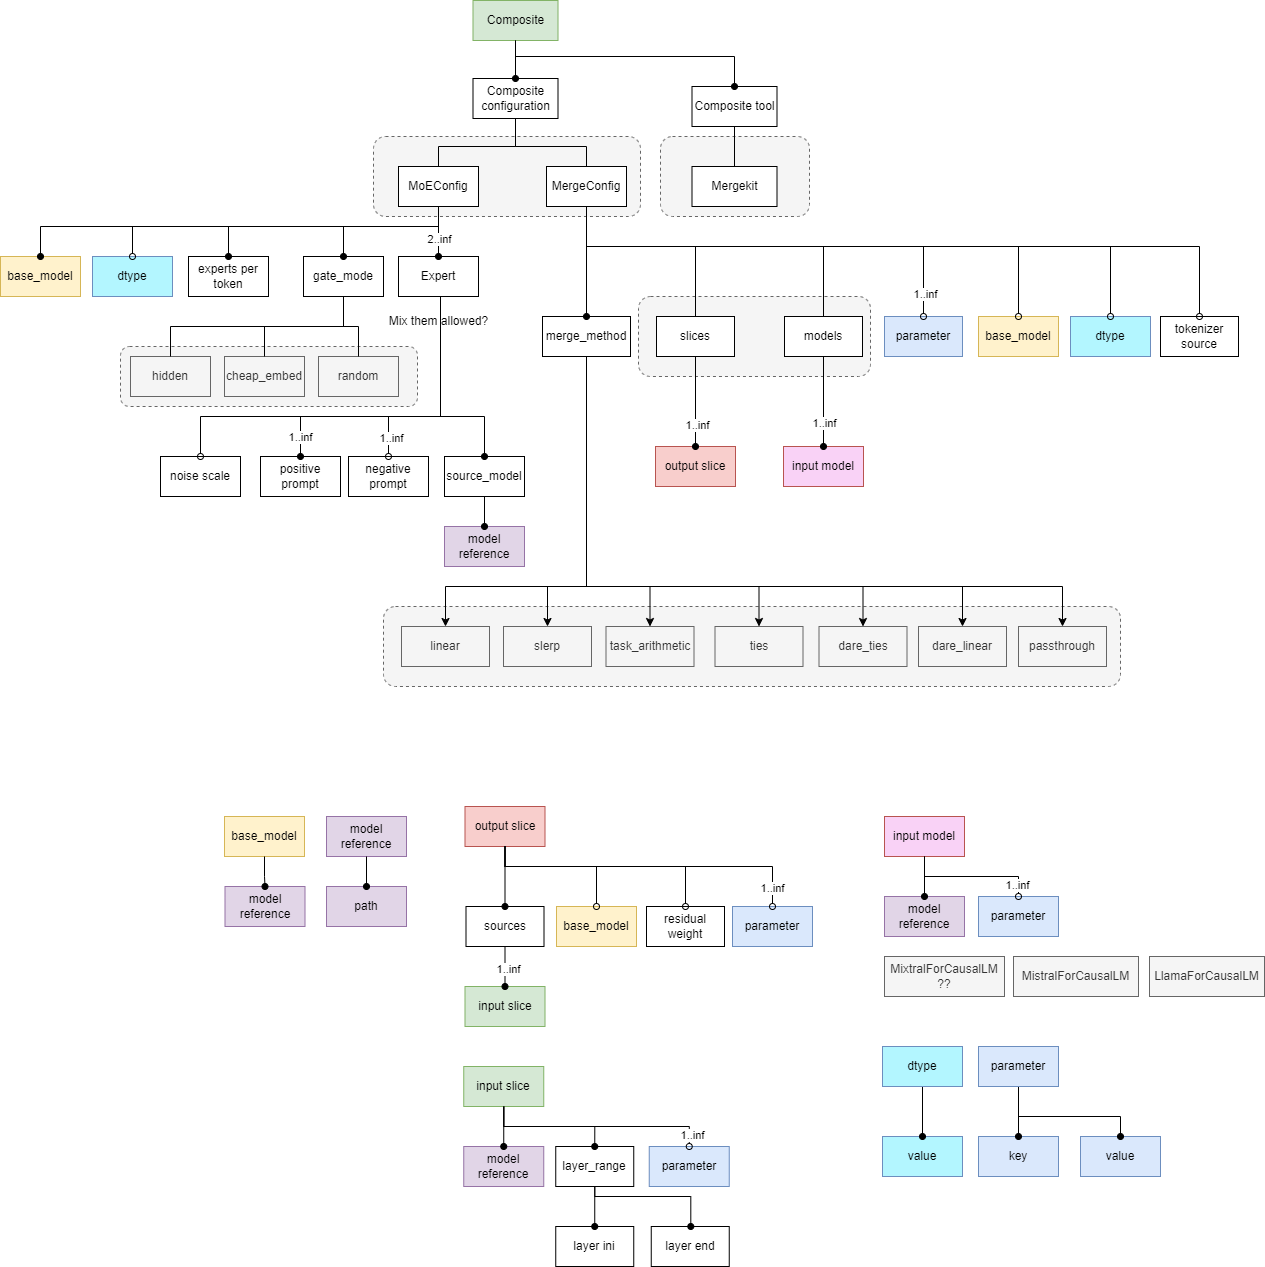 Composite
Composite
configuration
Composite tool
MoEConfig
MergeConfig
Mergekit
2..inf
base_model
dtype
experts per
token
gate_mode
Expert
1..inf
Mix them allowed?
merge_method
slices
models
parameter
base_model
dtype
tokenizer
source
hidden
cheap_embed
random
1..inf
1..inf
1..inf
1..inf
noise scale
positive
prompt
negative
prompt
source_model
output slice
input model
model
reference
linear
slerp
task_arithmetic
ties
dare_ties
dare_linear
passthrough
base_model
model
reference
output slice
input model
model
reference
path
1..inf
1..inf
sources
base_model
residual
weight
parameter
model
reference
parameter
1..inf
MixtralForCausalLM
??
MistralForCausalLM
LlamaForCausalLM
input slice
input slice
dtype
parameter
1..inf
model
reference
layer_range
parameter
value
key
value
layer ini
layer end